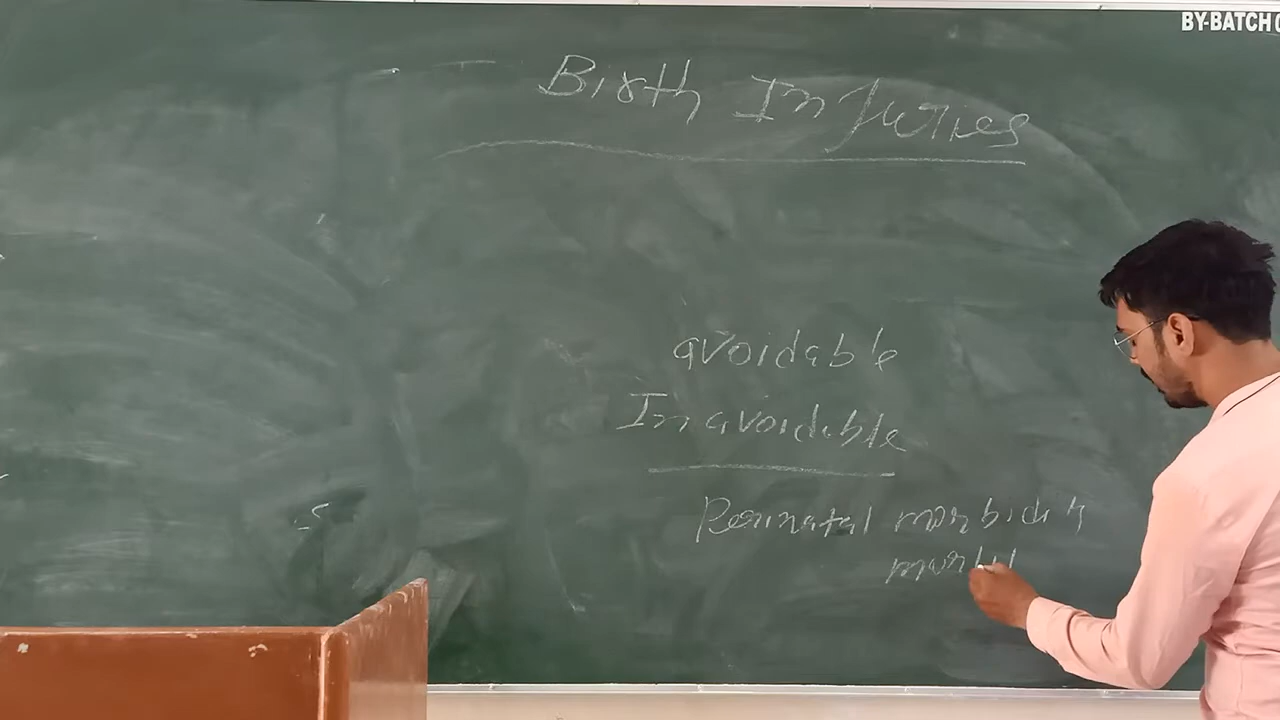 BY-BATCH
Birth Injuries
avoidable
Inavoidable
Perinatal morbidity